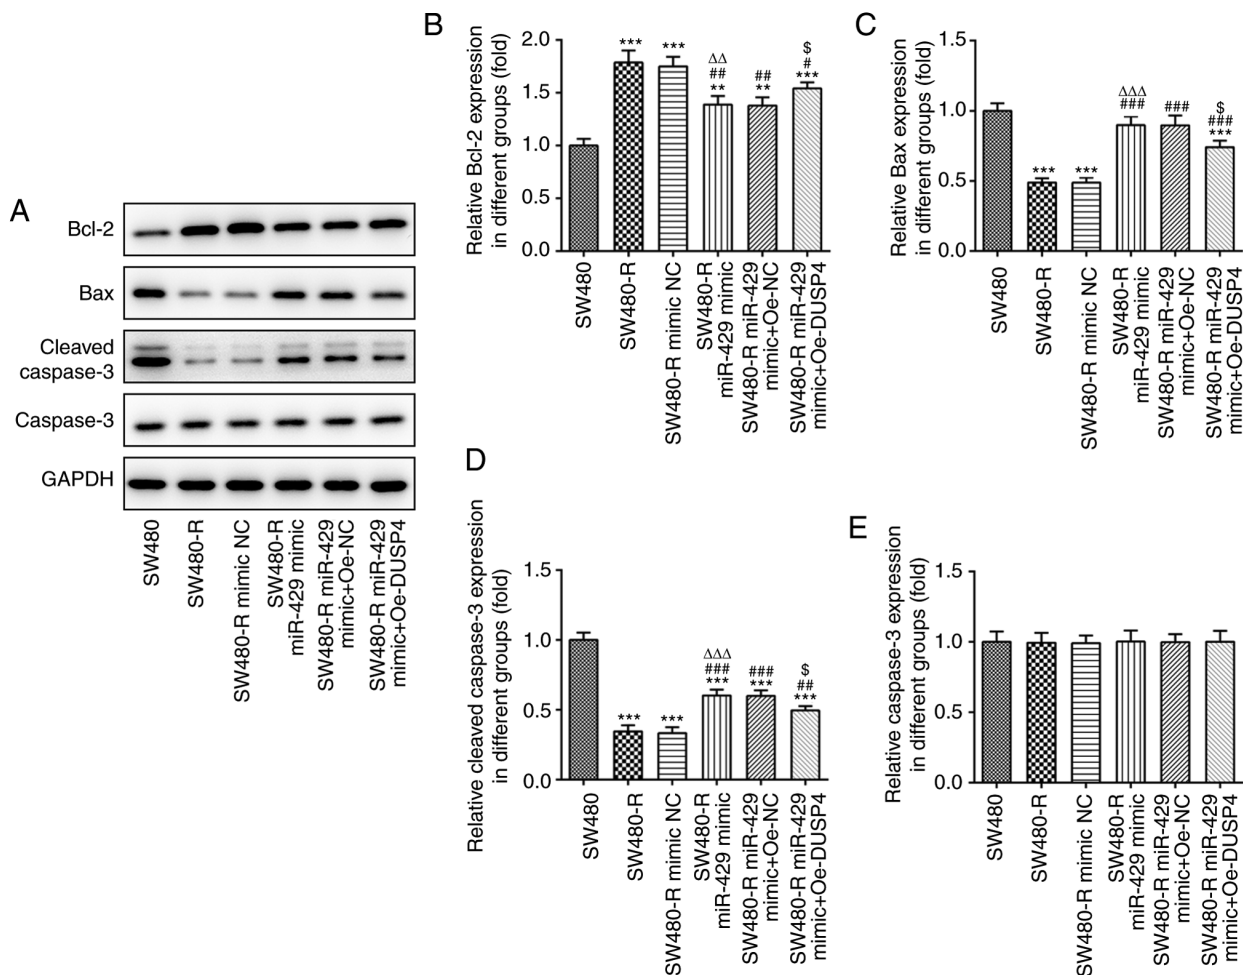 A
Bcl-2
Bax
Cleaved
caspase-3
Caspase-3
GAPDH
SW480
SW480-R
SW480-R mimic NC
SW480-R
miR-429 mimic
SW480-R miR-429
mimic+Oe-NC
SW480-R miR-429
mimic+Oe-DUSP4
B
Relative Bcl-2 expression
in different groups (fold)
2.0
1.5
1.0
0.5
0.0
***
***
ΔΔ
##
**
##
**
$
#
***
SW480
SW480-R
SW480-R mimic NC
SW480-R
miR-429 mimic
SW480-R miR-429
mimic+Oe-NC
SW480-R miR-429
mimic+Oe-DUSP4
C
Relative Bax expression
in different groups (fold)
1.5
1.0
0.5
0.0
***
***
ΔΔΔ
###
###
$
###
***
SW480
SW480-R
SW480-R mimic NC
SW480-R
miR-429 mimic
SW480-R miR-429
mimic+Oe-NC
SW480-R miR-429
mimic+Oe-DUSP4
D
Relative cleaved caspase-3 expression
in different groups (fold)
1.5
1.0
0.5
0.0
***
***
ΔΔΔ
###
***
###
***
$
##
***
SW480
SW480-R
SW480-R mimic NC
SW480-R
miR-429 mimic
SW480-R miR-429
mimic+Oe-NC
SW480-R miR-429
mimic+Oe-DUSP4
E
Relative caspase-3 expression
in different groups (fold)
1.5
1.0
0.5
0.0
SW480
SW480-R
SW480-R mimic NC
SW480-R
miR-429 mimic
SW480-R miR-429
mimic+Oe-NC
SW480-R miR-429
mimic+Oe-DUSP4